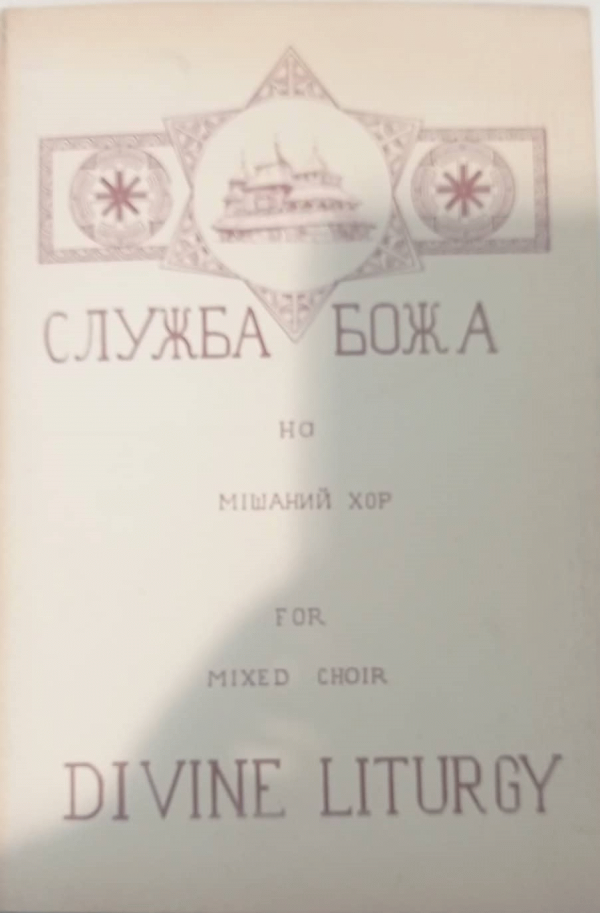 СЛУЖБА БОЖА
на
МІШАНИЙ ХОР
FOR
MIXED CHOIR
DIVINE LITURGY